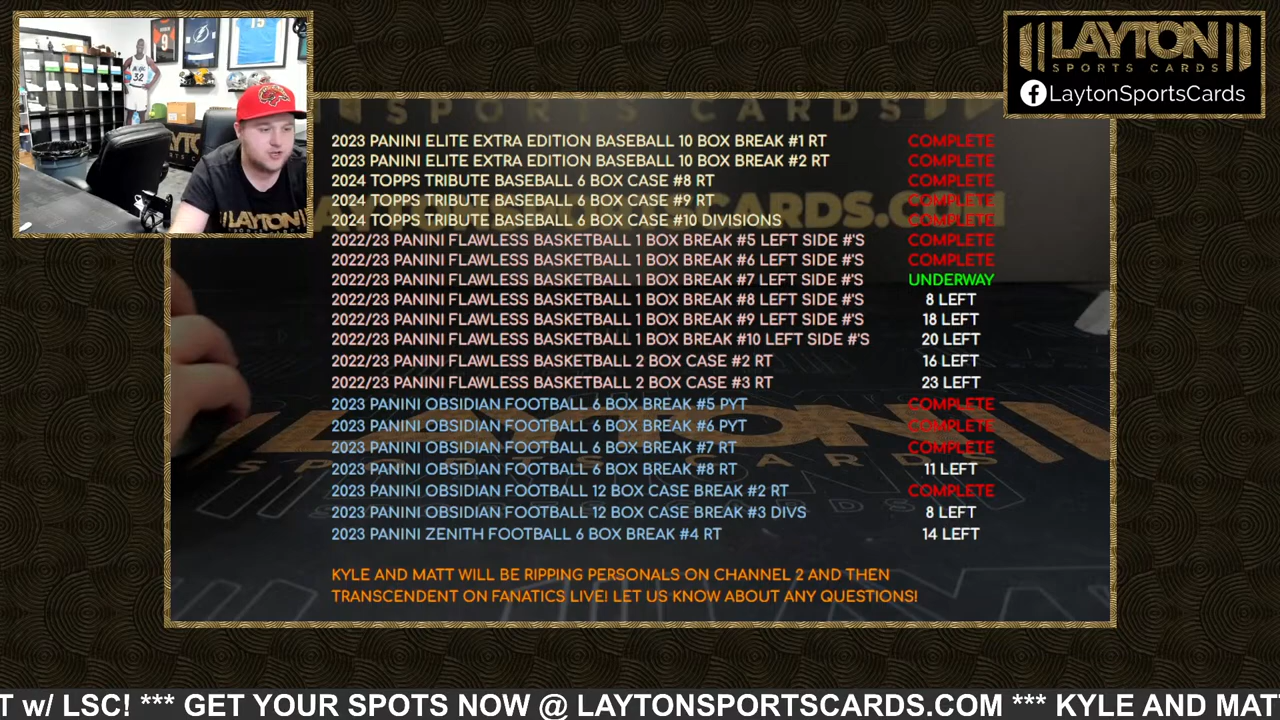 LAYTON
SPORTS CARDS
LaytonSportsCards
2023 PANINI ELITE EXTRA EDITION BASEBALL 10 BOX BREAK #1 RT COMPLETE
2023 PANINI ELITE EXTRA EDITION BASEBALL 10 BOX BREAK #2 RT COMPLETE
2024 TOPPS TRIBUTE BASEBALL 6 BOX CASE #8 RT COMPLETE
2024 TOPPS TRIBUTE BASEBALL 6 BOX CASE #9 RT COMPLETE
2024 TOPPS TRIBUTE BASEBALL 6 BOX CASE #10 DIVISIONS COMPLETE
2022/23 PANINI FLAWLESS BASKETBALL 1 BOX BREAK #5 LEFT SIDE #'S COMPLETE
2022/23 PANINI FLAWLESS BASKETBALL 1 BOX BREAK #6 LEFT SIDE #'S COMPLETE
2022/23 PANINI FLAWLESS BASKETBALL 1 BOX BREAK #7 LEFT SIDE #'S UNDERWAY
2022/23 PANINI FLAWLESS BASKETBALL 1 BOX BREAK #8 LEFT SIDE #'S 8 LEFT
2022/23 PANINI FLAWLESS BASKETBALL 1 BOX BREAK #9 LEFT SIDE #'S 18 LEFT
2022/23 PANINI FLAWLESS BASKETBALL 1 BOX BREAK #10 LEFT SIDE #'S 20 LEFT
2022/23 PANINI FLAWLESS BASKETBALL 2 BOX CASE #2 RT 16 LEFT
2022/23 PANINI FLAWLESS BASKETBALL 2 BOX CASE #3 RT 23 LEFT
2023 PANINI OBSIDIAN FOOTBALL 6 BOX BREAK #5 PYT COMPLETE
2023 PANINI OBSIDIAN FOOTBALL 6 BOX BREAK #6 PYT COMPLETE
2023 PANINI OBSIDIAN FOOTBALL 6 BOX BREAK #7 RT COMPLETE
2023 PANINI OBSIDIAN FOOTBALL 6 BOX BREAK #8 RT 11 LEFT
2023 PANINI OBSIDIAN FOOTBALL 12 BOX CASE BREAK #2 RT COMPLETE
2023 PANINI OBSIDIAN FOOTBALL 12 BOX CASE BREAK #3 DIVS 8 LEFT
2023 PANINI ZENITH FOOTBALL 6 BOX BREAK #4 RT 14 LEFT
KYLE AND MATT WILL BE RIPPING PERSONALS ON CHANNEL 2 AND THEN
TRANSCENDENT ON FANATICS LIVE! LET US KNOW ABOUT ANY QUESTIONS!
T w/ LSC! *** GET YOUR SPOTS NOW @ LAYTONSPORTSCARDS.COM *** KYLE AND MAT